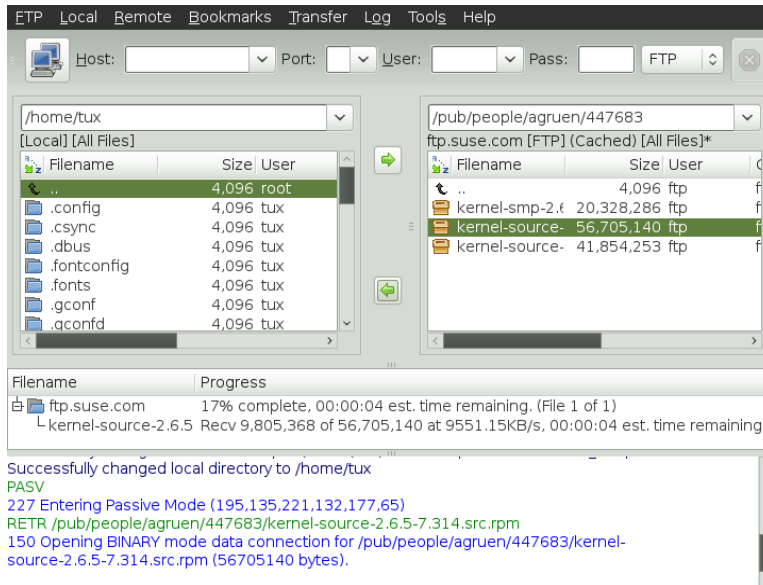 FTP Local Remote Bookmarks Transfer Log Tools Help
Host: Port: User: Pass: FTP
/home/tux
[Local] [All Files]
Filename Size User
.. 4,096 root
.config 4,096 tux
.csync 4,096 tux
.dbus 4,096 tux
.fontconfig 4,096 tux
.fonts 4,096 tux
.gconf 4,096 tux
.gconfd 4,096 tux
/pub/people/agruen/447683
ftp.suse.com [FTP] (Cached) [All Files]*
Filename Size User
.. 4,096 ftp
kernel-smp-2.6 20,328,286 ftp
kernel-source- 56,705,140 ftp
kernel-source- 41,854,253 ftp
Filename Progress
ftp.suse.com 17% complete, 00:00:04 est. time remaining. (File 1 of 1)
kernel-source-2.6.5 Recv 9,805,368 of 56,705,140 at 9551.15KB/s, 00:00:04 est. time remaining
Successfully changed local directory to /home/tux
PASV
227 Entering Passive Mode (195,135,221,132,177,65)
RETR /pub/people/agruen/447683/kernel-source-2.6.5-7.314.src.rpm
150 Opening BINARY mode data connection for /pub/people/agruen/447683/kernel-
source-2.6.5-7.314.src.rpm (56705140 bytes).